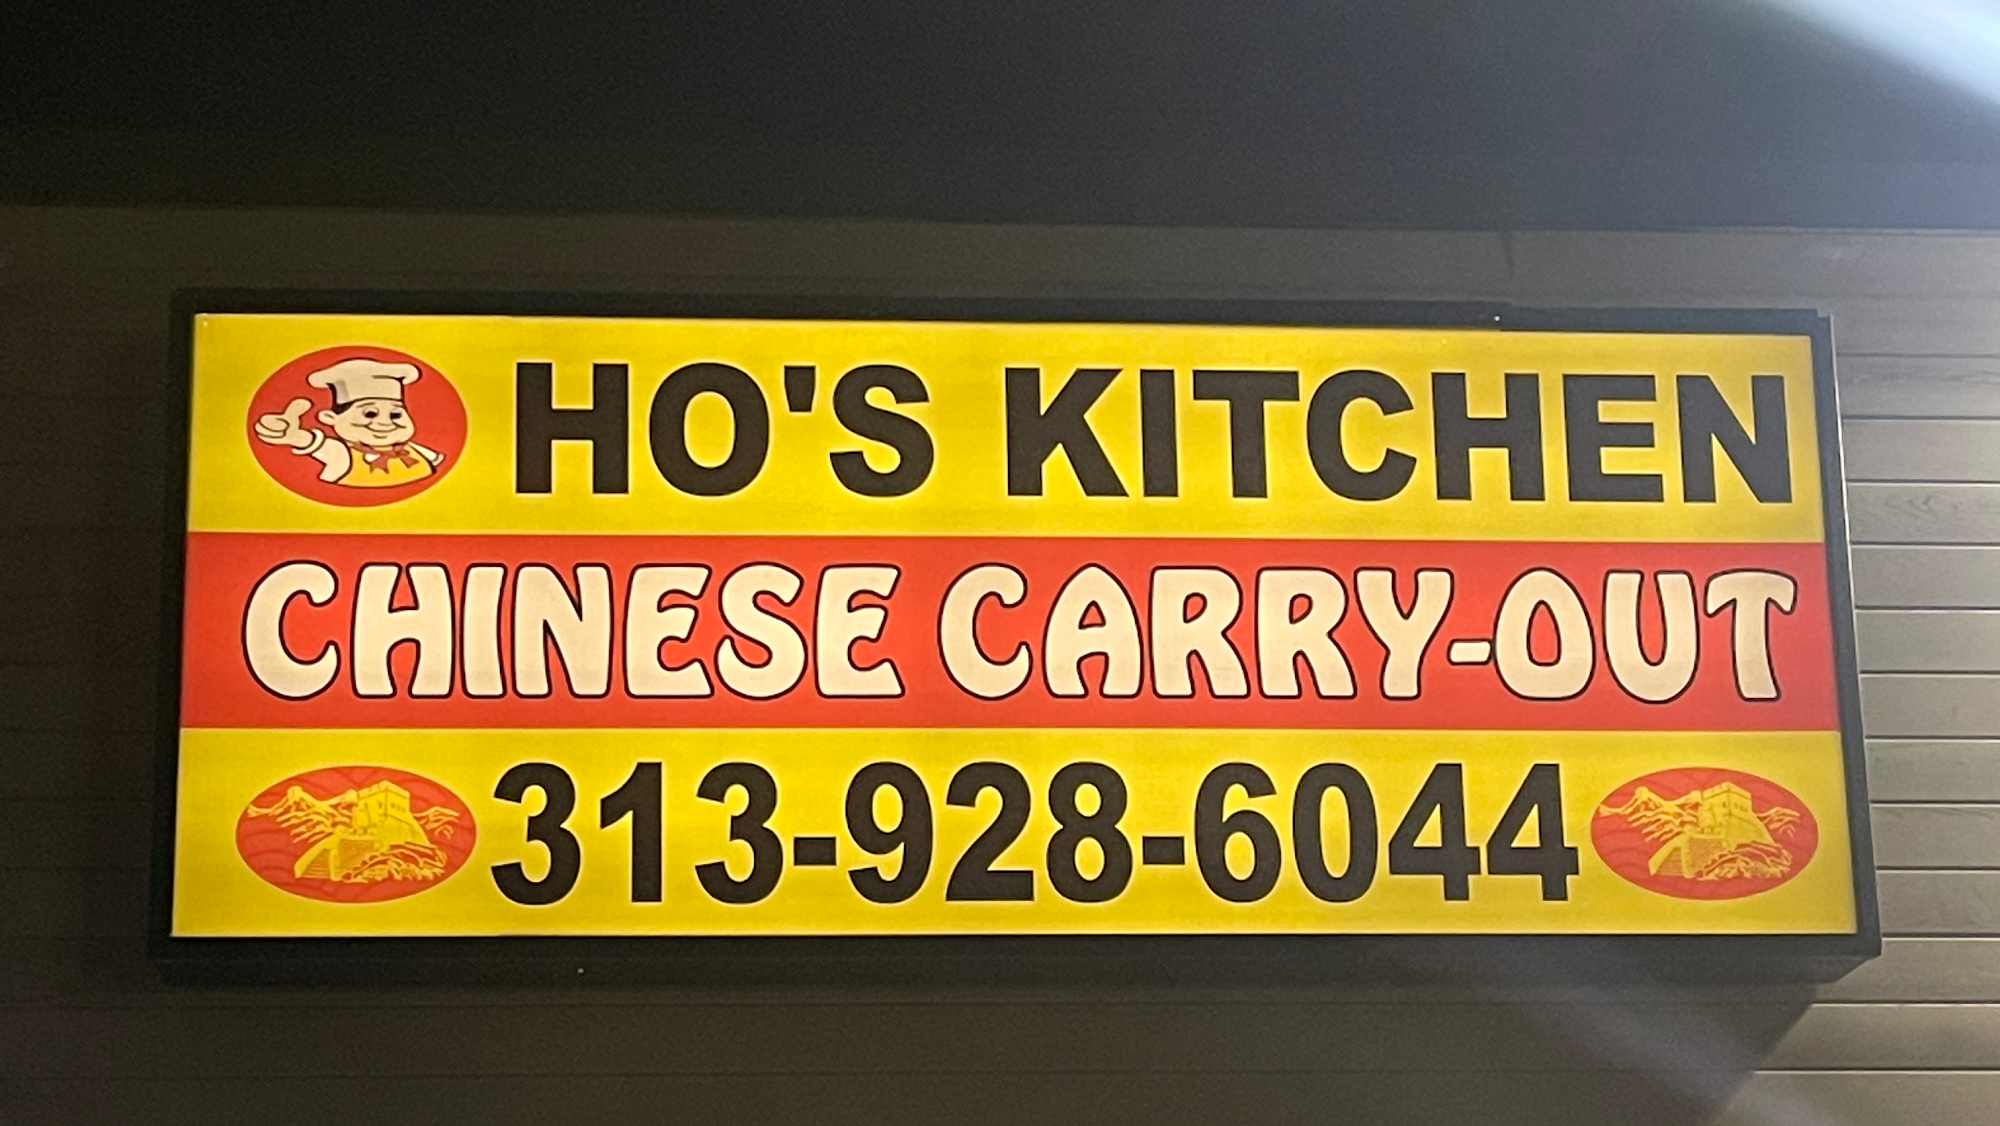 HO'S KITCHEN
CHINESE CARRY-OUT
313-928-6044